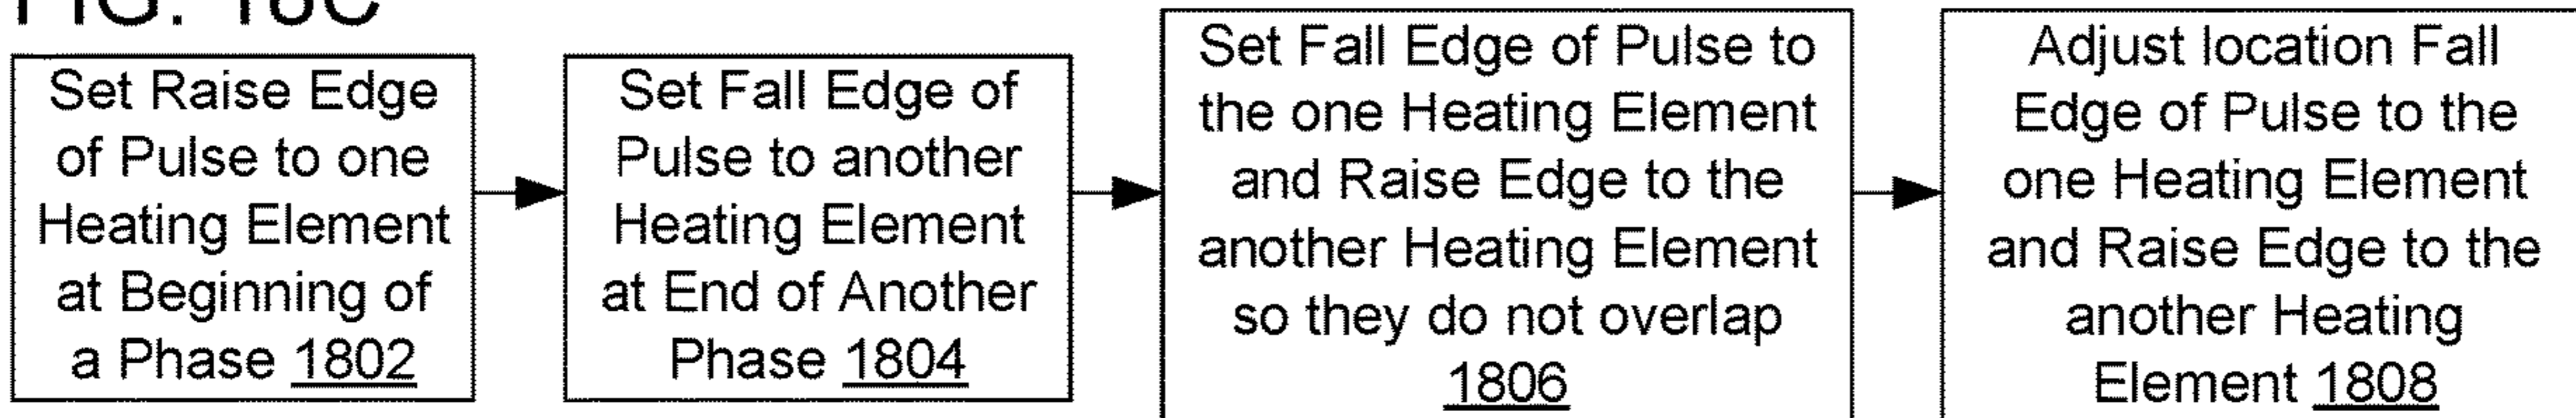 FIG. 18C
Set Raise Edge
of Pulse to one
Heating Element
at Beginning of
a Phase 1802
Set Fall Edge of
Pulse to another
Heating Element
at End of Another
Phase 1804
Set Fall Edge of Pulse to
the one Heating Element
and Raise Edge to the
another Heating Element
so they do not overlap
1806
Adjust location Fall
Edge of Pulse to the
one Heating Element
and Raise Edge to the
another Heating
Element 1808